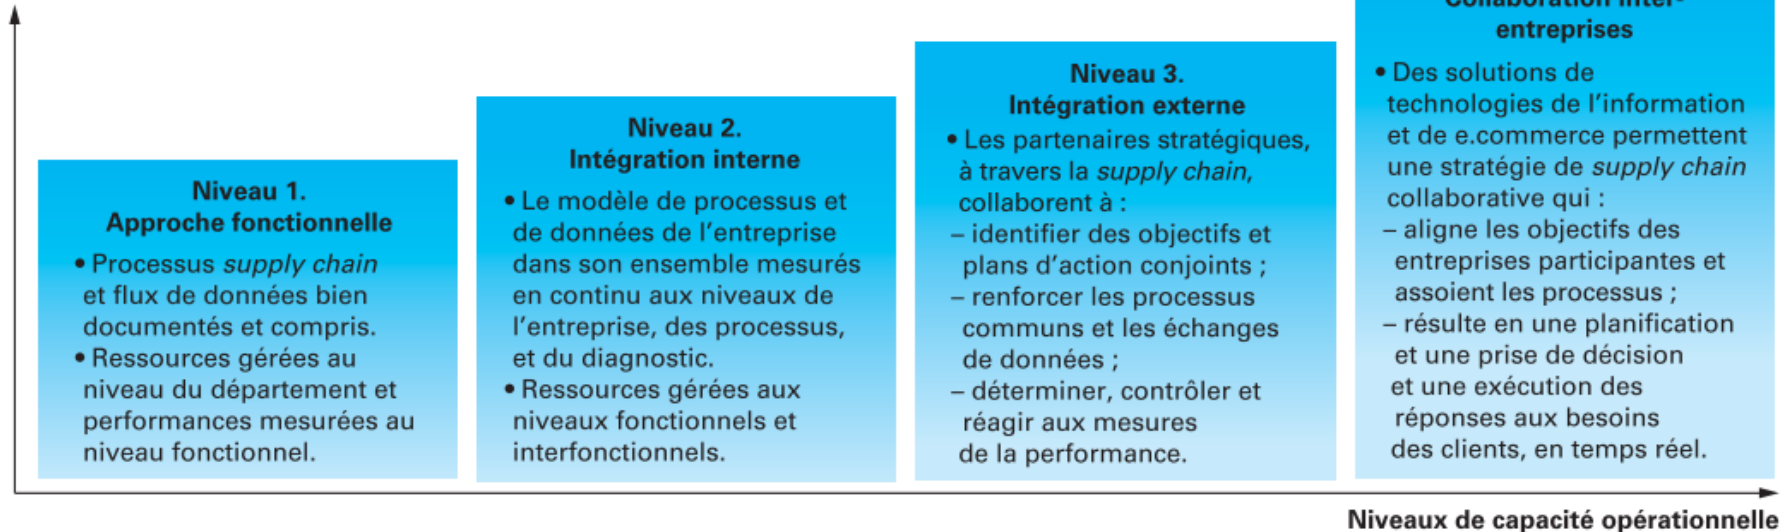 Niveau 1.
Approche fonctionnelle
• Processus supply chain
et flux de données bien
documentés et compris.
• Ressources gérées au
niveau du département et
performances mesurées au
niveau fonctionnel.
Niveau 2.
Intégration interne
• Le modèle de processus et
de données de l'entreprise
dans son ensemble mesurés
en continu aux niveaux de
l'entreprise, des processus,
et du diagnostic.
• Ressources gérées aux
niveaux fonctionnels et
interfonctionnels.
Niveau 3.
Intégration externe
• Les partenaires stratégiques,
à travers la supply chain,
collaborent à :
– identifier des objectifs et
plans d'action conjoints ;
– renforcer les processus
communs et les échanges
de données ;
– déterminer, contrôler et
réagir aux mesures
de la performance.
Collaboration inter-
entreprises
• Des solutions de
technologies de l'information
et de e.commerce permettent
une stratégie de supply chain
collaborative qui :
– aligne les objectifs des
entreprises participantes et
assoient les processus ;
– résulte en une planification
et une prise de décision
et une exécution des
réponses aux besoins
des clients, en temps réel.
Niveaux de capacité opérationnelle